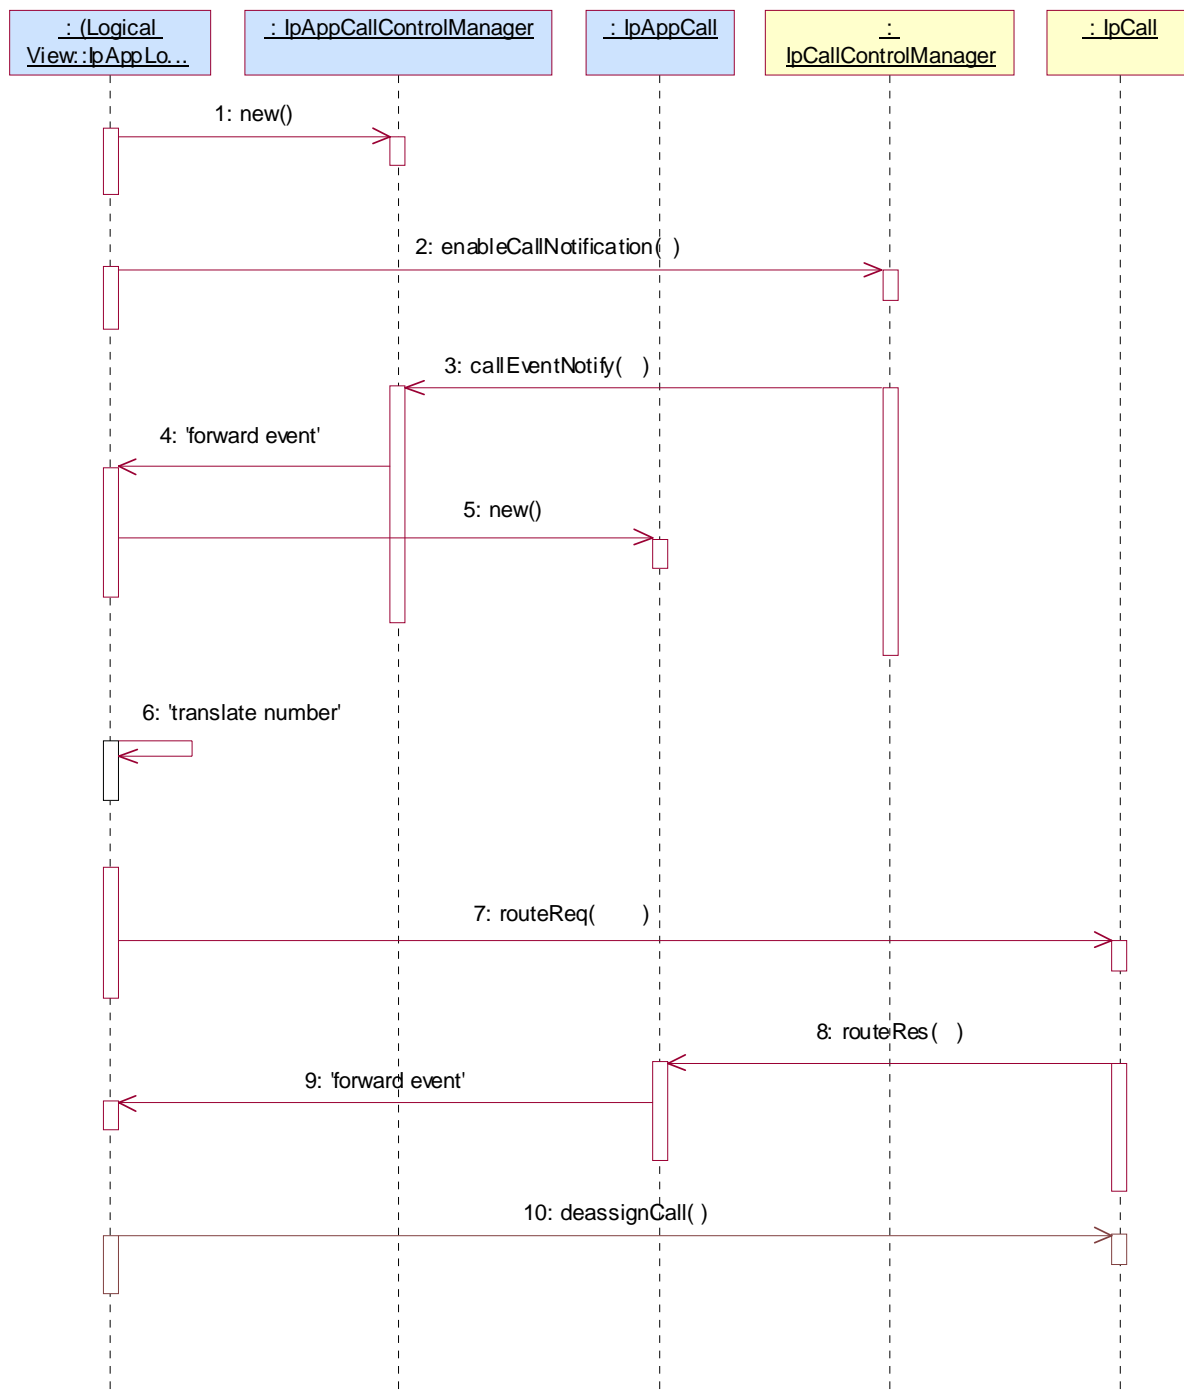 : (Logical
View::IpAppLo...
: IpAppCallControlManager
: IpAppCall
:
IpCallControlManager
: IpCall
1: new()
2: enableCallNotification( )
3: callEventNotify( )
4: 'forward event'
5: new()
6: 'translate number'
7: routeReq( )
8: routeRes( )
9: 'forward event'
10: deassignCall( )